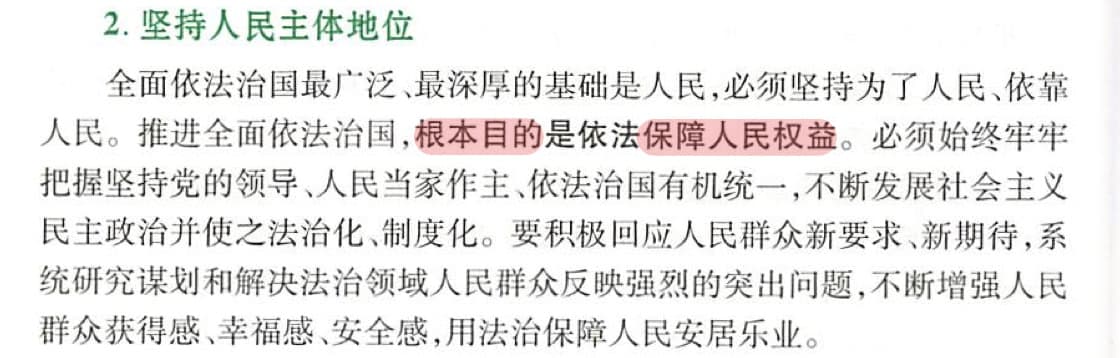 2. 坚持人民主体地位
全面依法治国最广泛、最深厚的基础是人民,必须坚持为了人民、依靠
人民。推进全面依法治国,根本目的是依法保障人民权益。必须始终牢牢
把握坚持党的领导、人民当家作主、依法治国有机统一,不断发展社会主义
民主政治并使之法治化、制度化。要积极回应人民群众新要求、新期待,系
统研究谋划和解决法治领域人民群众反映强烈的突出问题,不断增强人民
群众获得感、幸福感、安全感,用法治保障人民安居乐业。